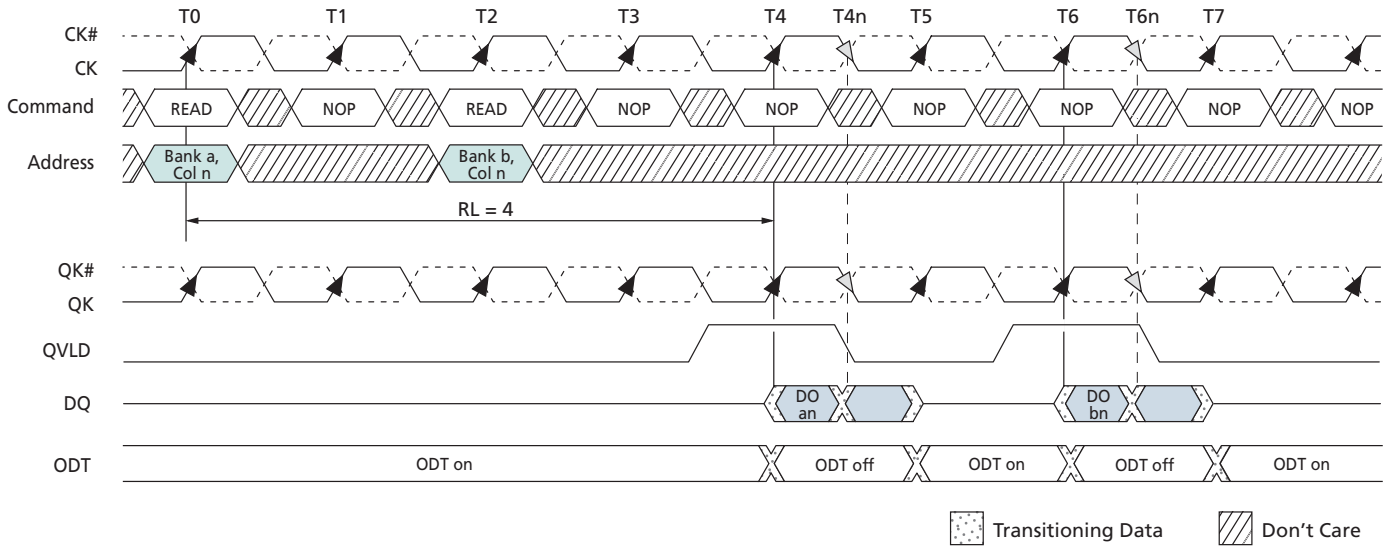 T0 T1 T2 T3 T4 T4n T5 T6 T6n T7
CK#
CK
Command READ NOP READ NOP NOP NOP NOP NOP NOP
Address Bank a, Bank b,
Col n Col n
RL = 4
QK#
QK
QVLD
DQ DO DO
an bn
ODT ODT on ODT off ODT on ODT off ODT on
Transitioning Data Don't Care